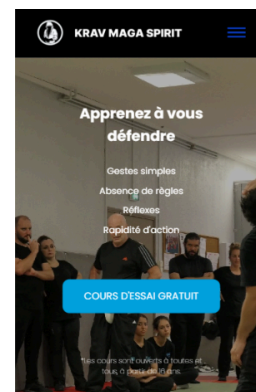 KRAV MAGA SPIRIT
Apprenez à vous
défendre
Gestes simples
Absence de règles
Réflexes
Rapidité d'action
COURS D'ESSAI GRATUIT
*Les cours sont ouverts à toutes et
tous, à partir de 16 ans.